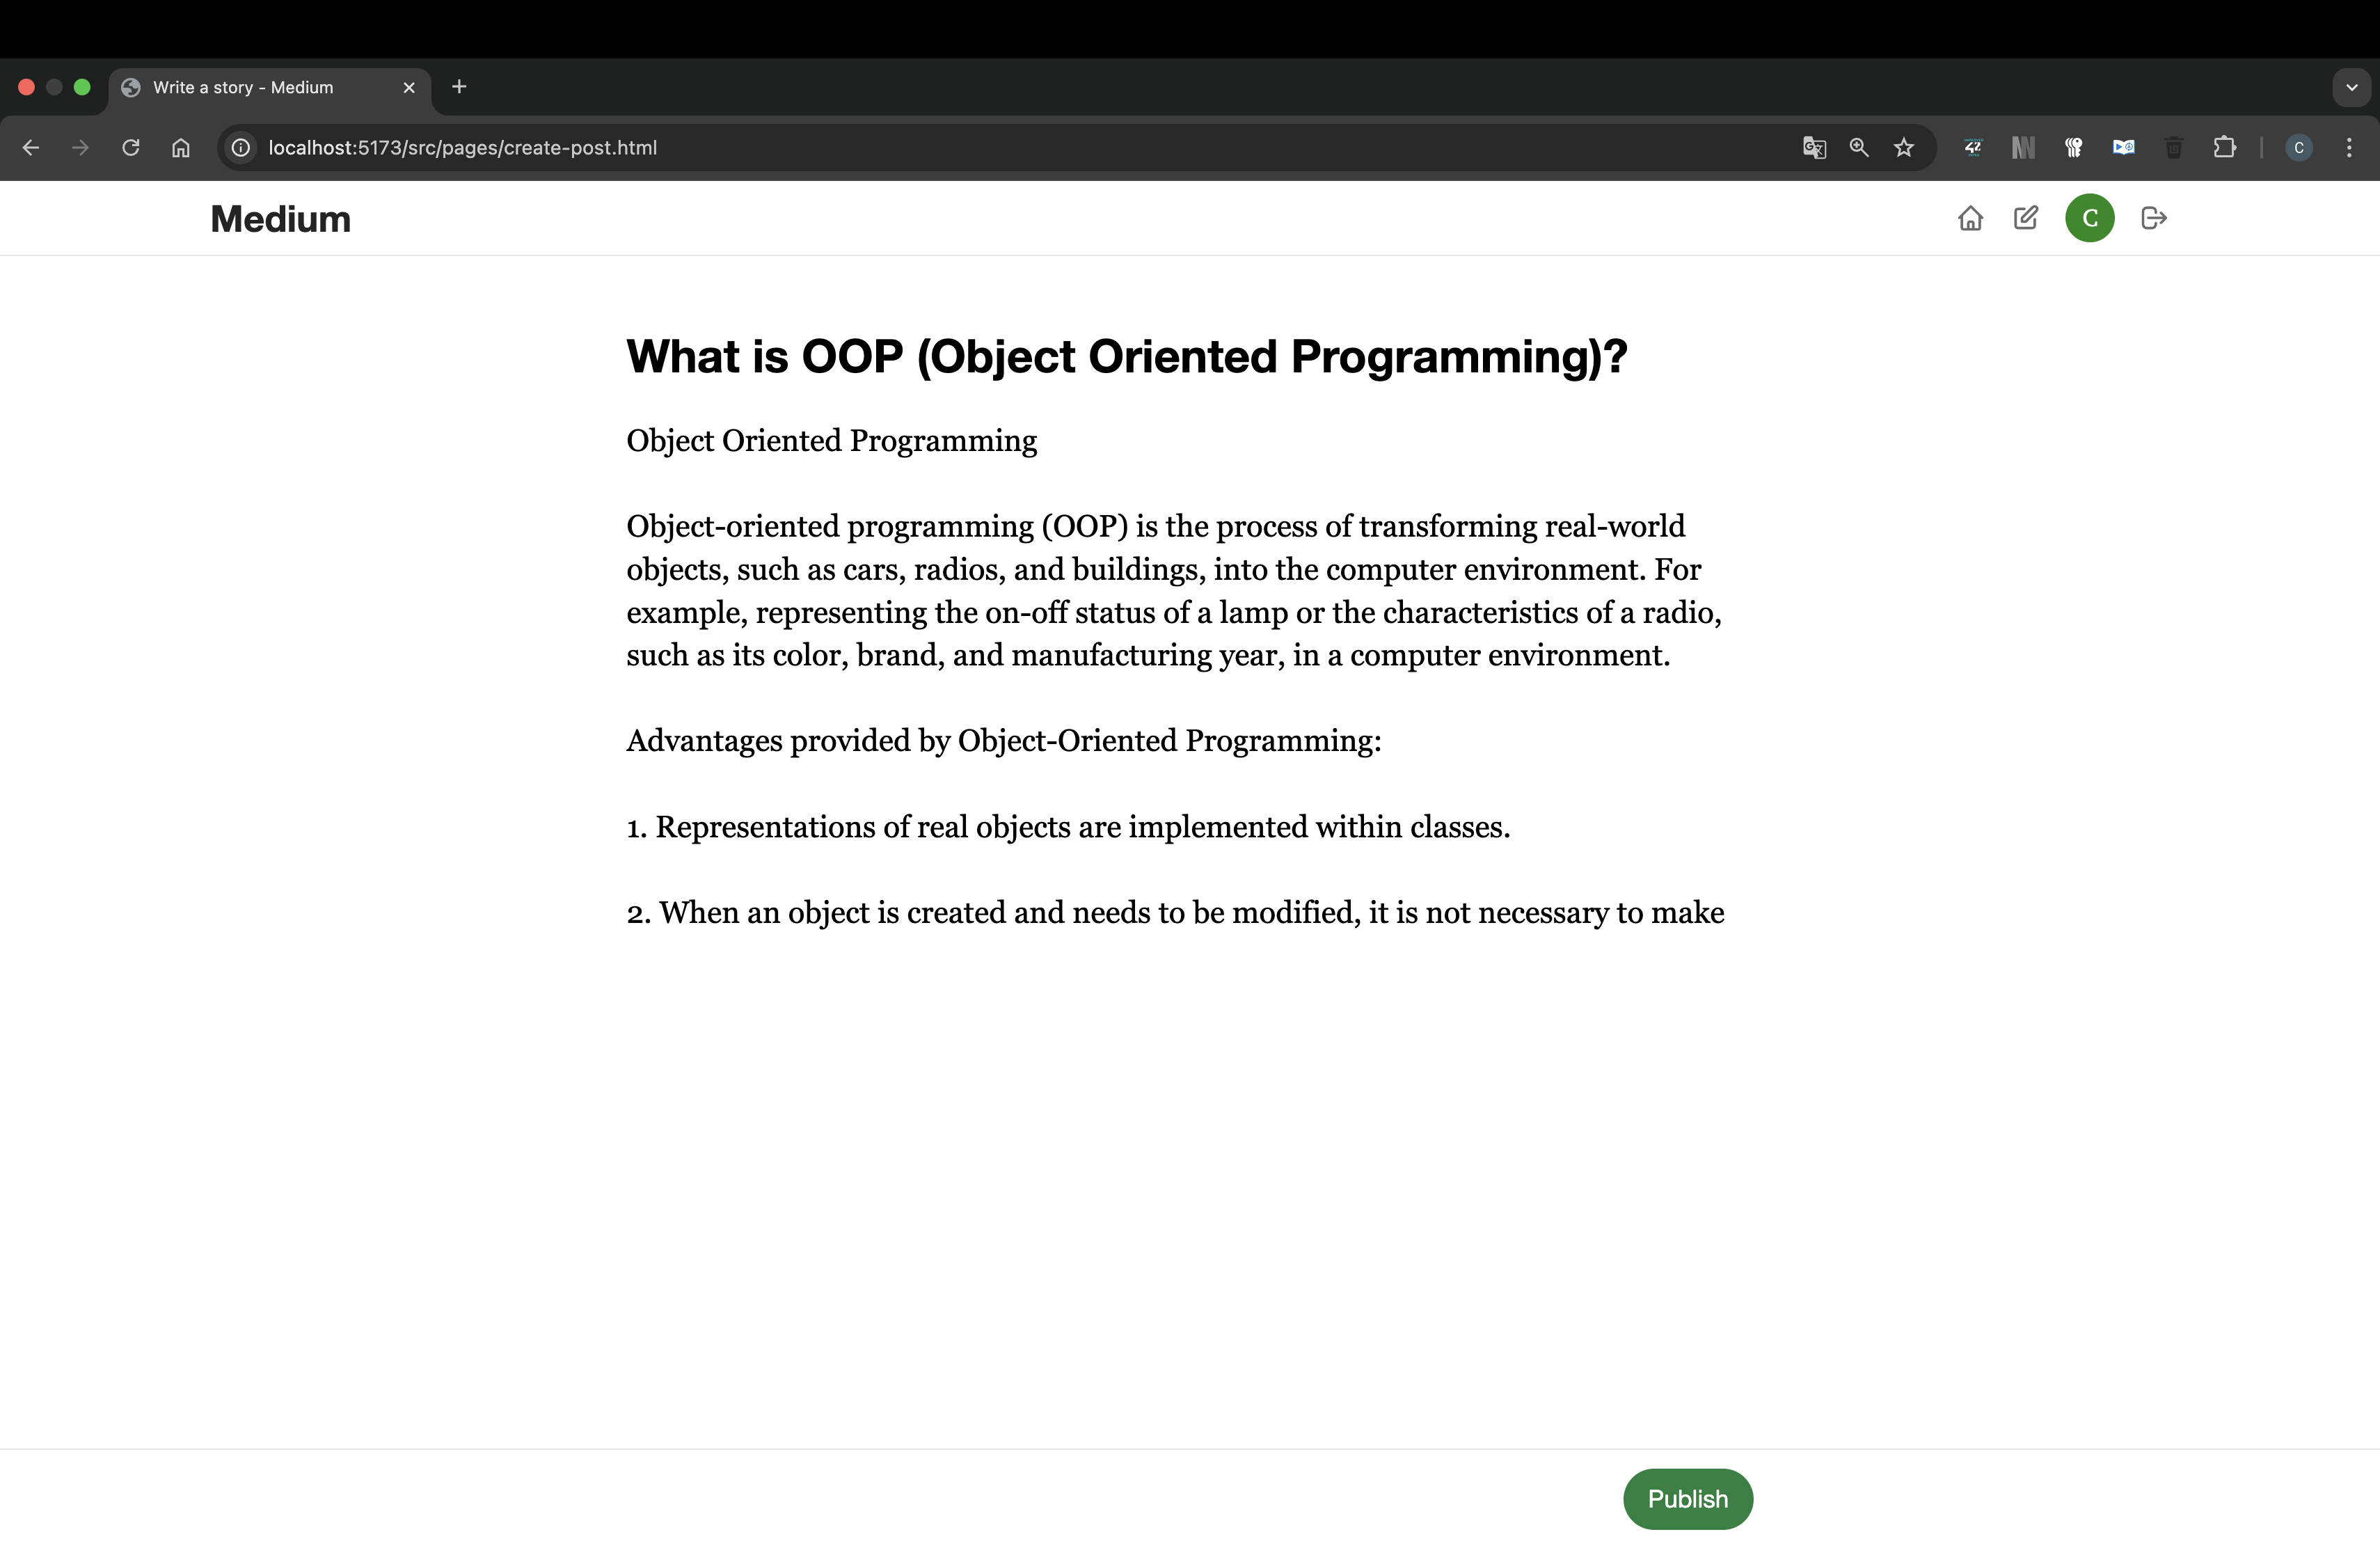 Write a story - Medium
localhost:5173/src/pages/create-post.html
42
C
Medium
C
What is OOP (Object Oriented Programming)?
Object Oriented Programming
Object-oriented programming (OOP) is the process of transforming real-world
objects, such as cars, radios, and buildings, into the computer environment. For
example, representing the on-off status of a lamp or the characteristics of a radio,
such as its color, brand, and manufacturing year, in a computer environment.
Advantages provided by Object-Oriented Programming:
1. Representations of real objects are implemented within classes.
2. When an object is created and needs to be modified, it is not necessary to make
Publish